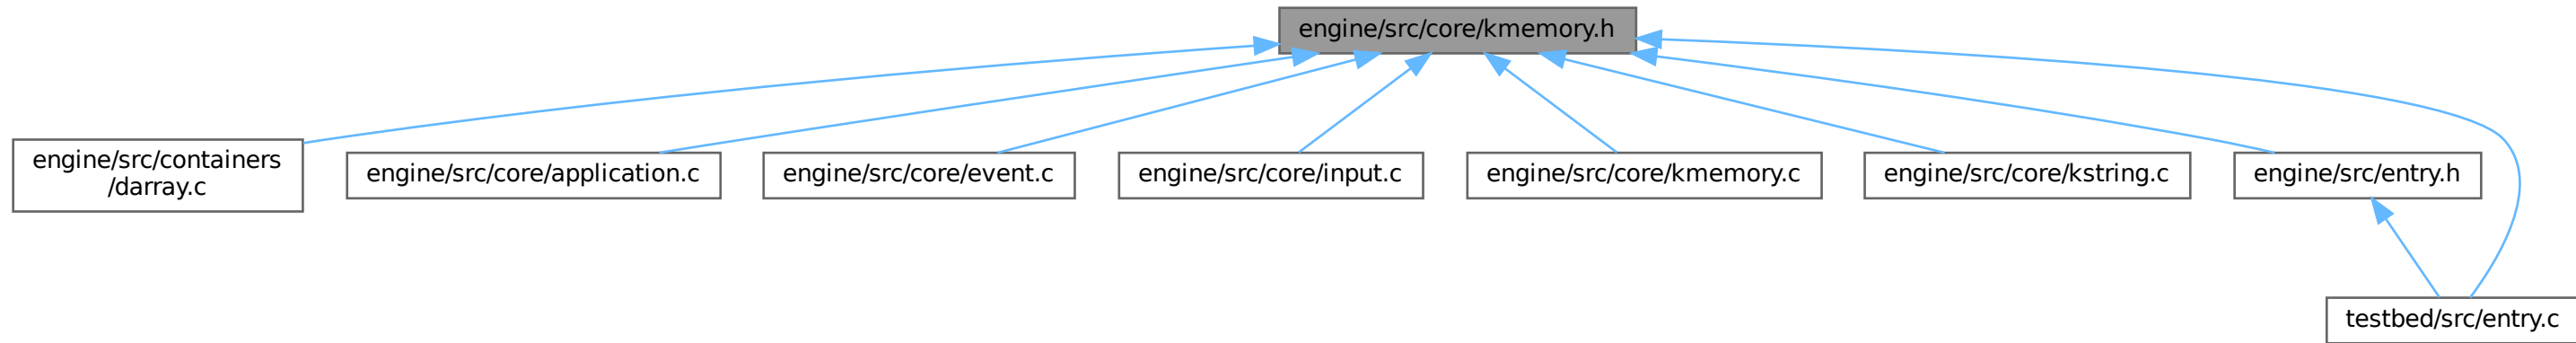 engine/src/core/kmemory.h
engine/src/containers
/darray.c
engine/src/core/application.c
engine/src/core/event.c
engine/src/core/input.c
engine/src/core/kmemory.c
engine/src/core/kstring.c
engine/src/entry.h
testbed/src/entry.c